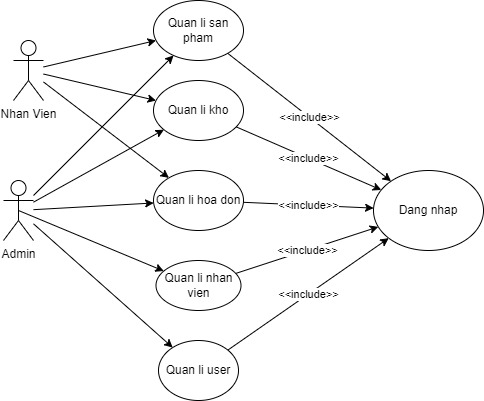 Quan li san
pham
Nhan Vien
Quan li kho
<<include>>
<<include>>
Quan li hoa don
<<include>>
Dang nhap
Admin
<<include>>
Quan li nhan
vien
<<include>>
Quan li user